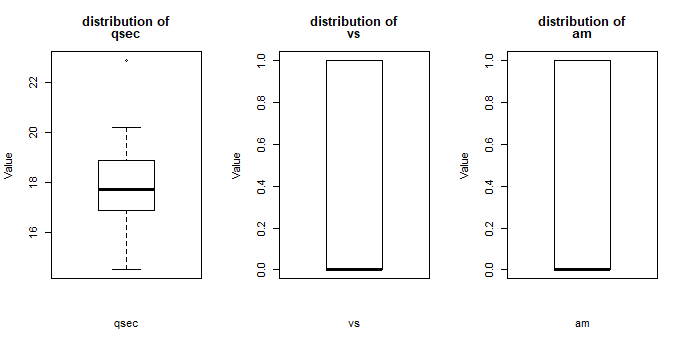 distribution of
qsec
distribution of
vs
distribution of
am
Value
16
18
20
22
qsec
Value
0.0
0.2
0.4
0.6
0.8
1.0
vs
Value
0.0
0.2
0.4
0.6
0.8
1.0
am